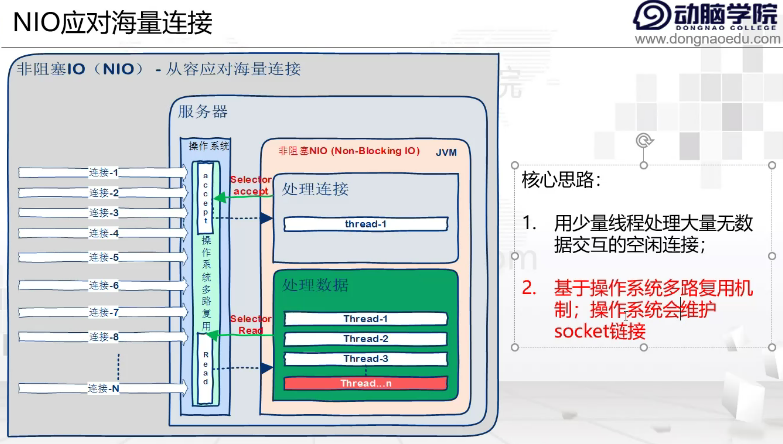 NIO应对海量连接
动脑学院
DONGNAO COLLEGE
www.dongnaoedu.com
非阻塞IO（NIO） - 从容应对海量连接
服务器
操作系统
非阻塞NIO (Non-Blocking IO)
JVM
连接-1
连接-2
连接-3
连接-4
连接-5
连接-6
连接-7
连接-8
连接-N
accept
操作系统多路复用
Read
Selector
accept
处理连接
thread-1
Selector
Read
处理数据
Thread-1
Thread-2
Thread-3
Thread...n
核心思路：
1. 用少量线程处理大量无数
据交互的空闲连接；
2. 基于操作系统多路复用机
制；操作系统会维护
socket链接